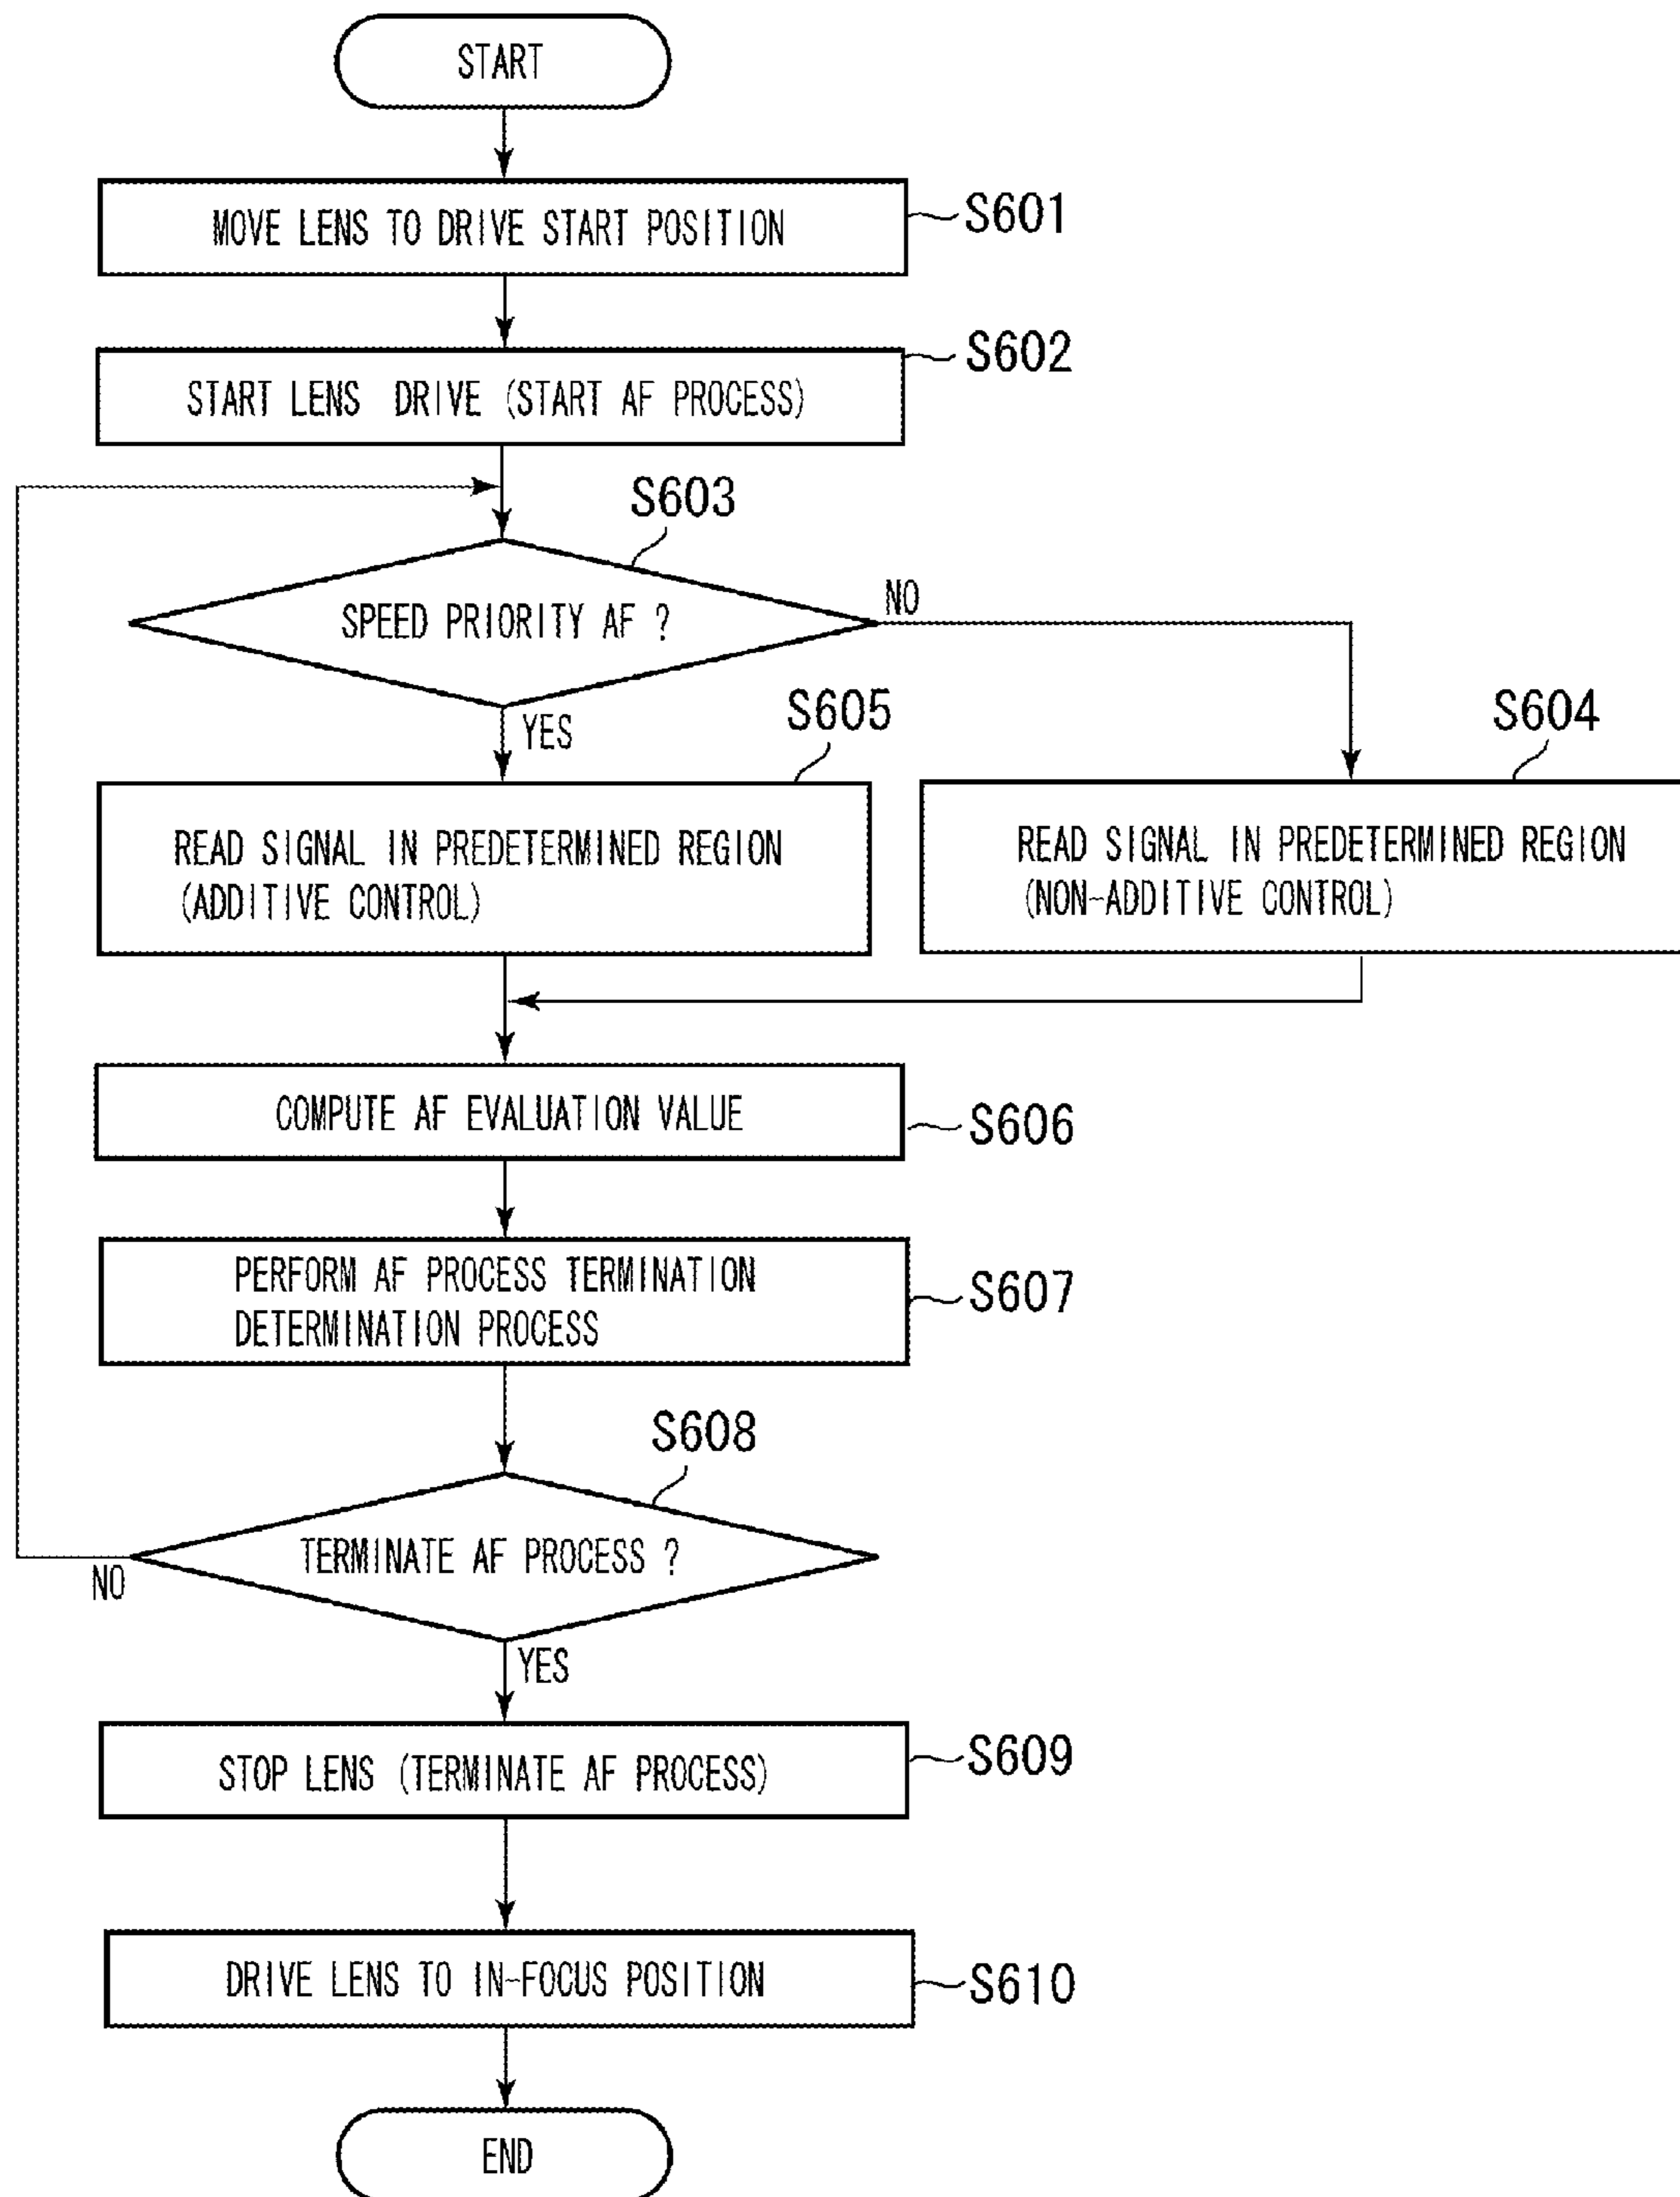 START
MOVE LENS TO DRIVE START POSITION
S601
START LENS DRIVE (START AF PROCESS)
S602
S603
SPEED PRIORITY AF ?
NO
YES
S605
S604
READ SIGNAL IN PREDETERMINED REGION
(ADDITIVE CONTROL)
READ SIGNAL IN PREDETERMINED REGION
(NON-ADDITIVE CONTROL)
COMPUTE AF EVALUATION VALUE
S606
PERFORM AF PROCESS TERMINATION
DETERMINATION PROCESS
S607
S608
TERMINATE AF PROCESS ?
NO
YES
STOP LENS (TERMINATE AF PROCESS)
S609
DRIVE LENS TO IN-FOCUS POSITION
S610
END